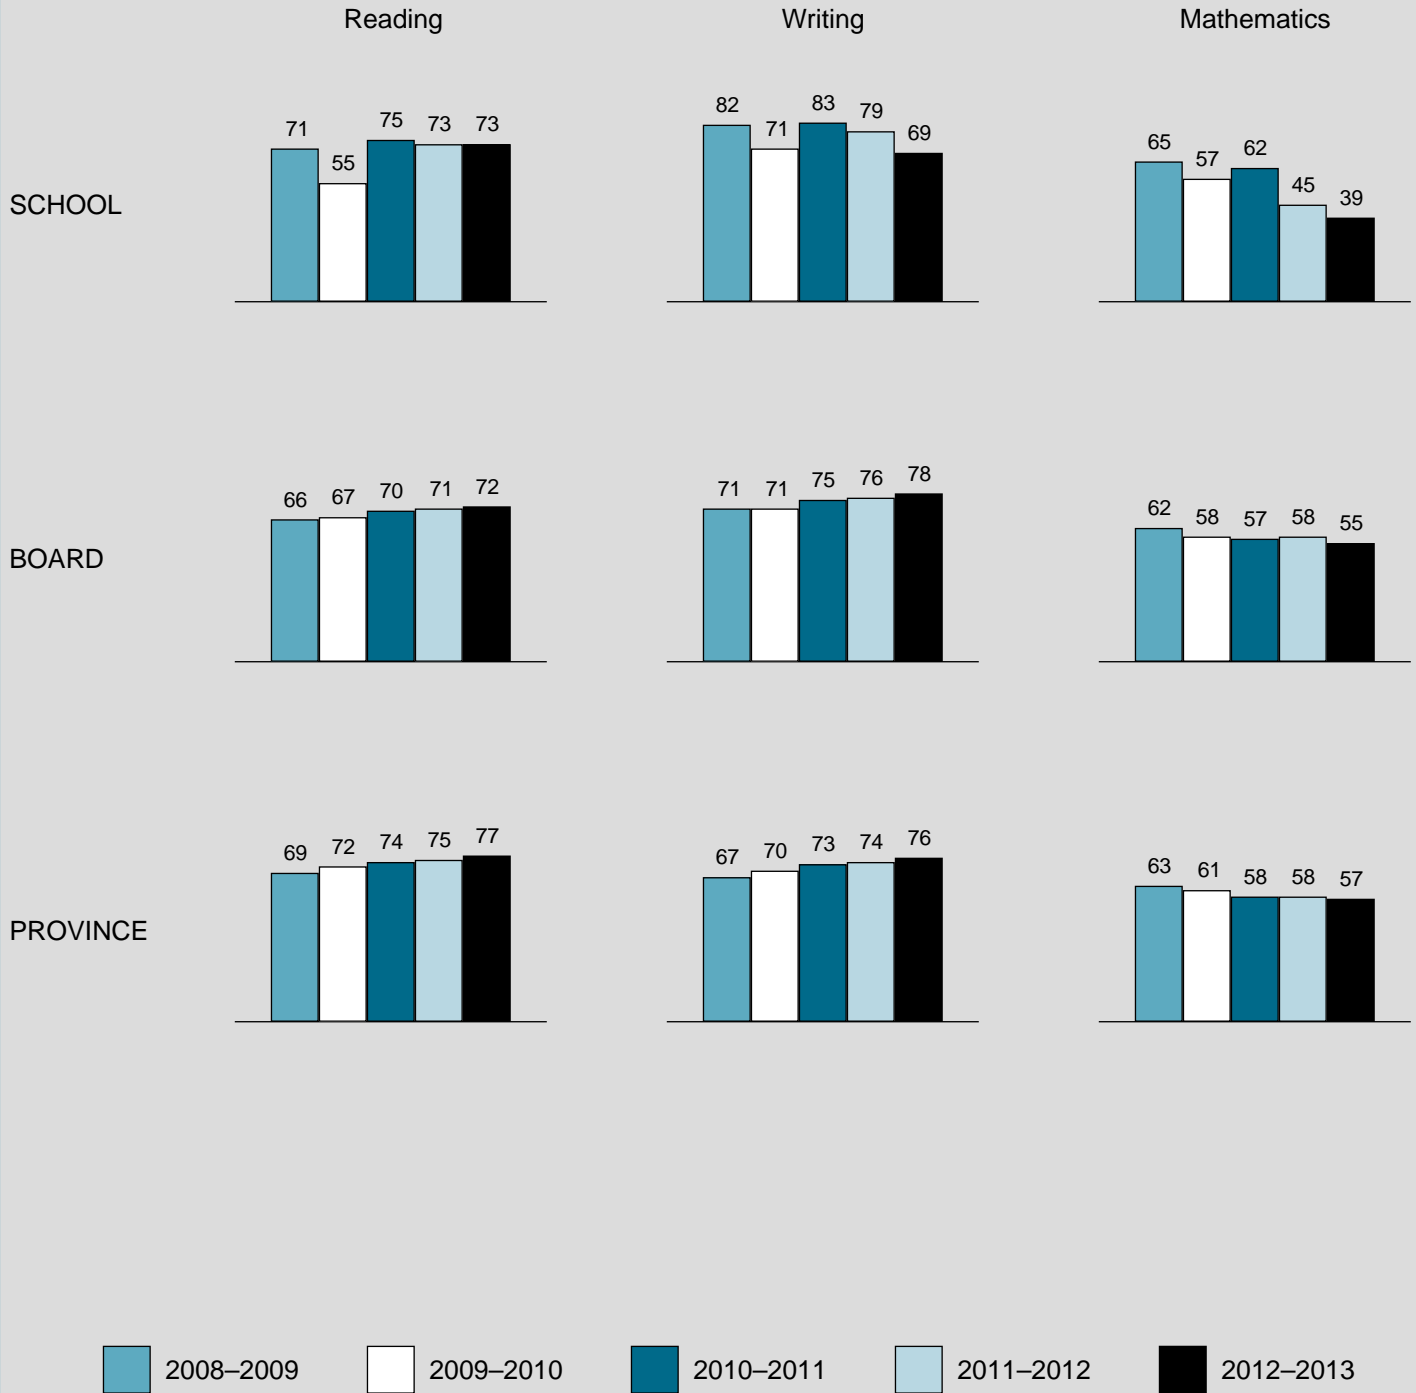 Reading Writing Mathematics
71 55 75 73 73
82 71 83 79 69
65 57 62 45 39
SCHOOL
66 67 70 71 72
71 71 75 76 78
62 58 57 58 55
BOARD
69 72 74 75 77
67 70 73 74 76
63 61 58 58 57
PROVINCE
2008–2009 2009–2010 2010–2011 2011–2012 2012–2013